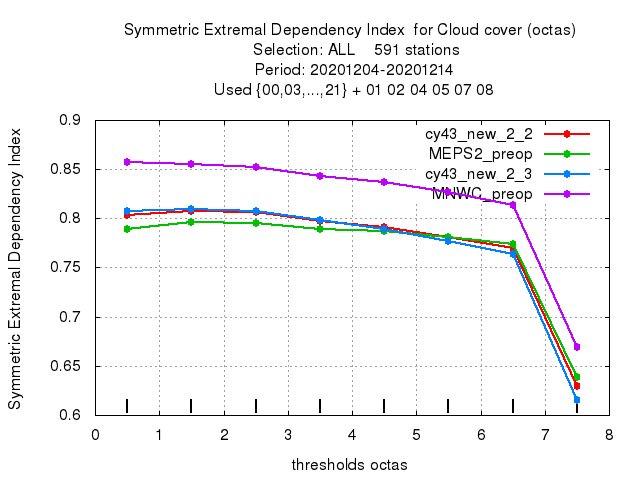 Symmetric Extremal Dependency Index  for Cloud cover (octas)
Selection: ALL    591 stations
Period: 20201204-20201214
Used {00,03,...,21} + 01 02 04 05 07 08
Symmetric Extremal Dependency Index
0.9
0.85
0.8
0.75
0.7
0.65
0.6
cy43_new_2_2
MEPS2_preop
cy43_new_2_3
MNWC_preop
0 1 2 3 4 5 6 7 8
thresholds octas